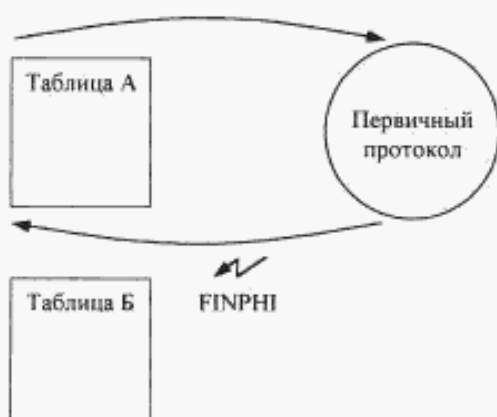 Таблица А
Первичный
протокол
Таблица Б
FINPHI